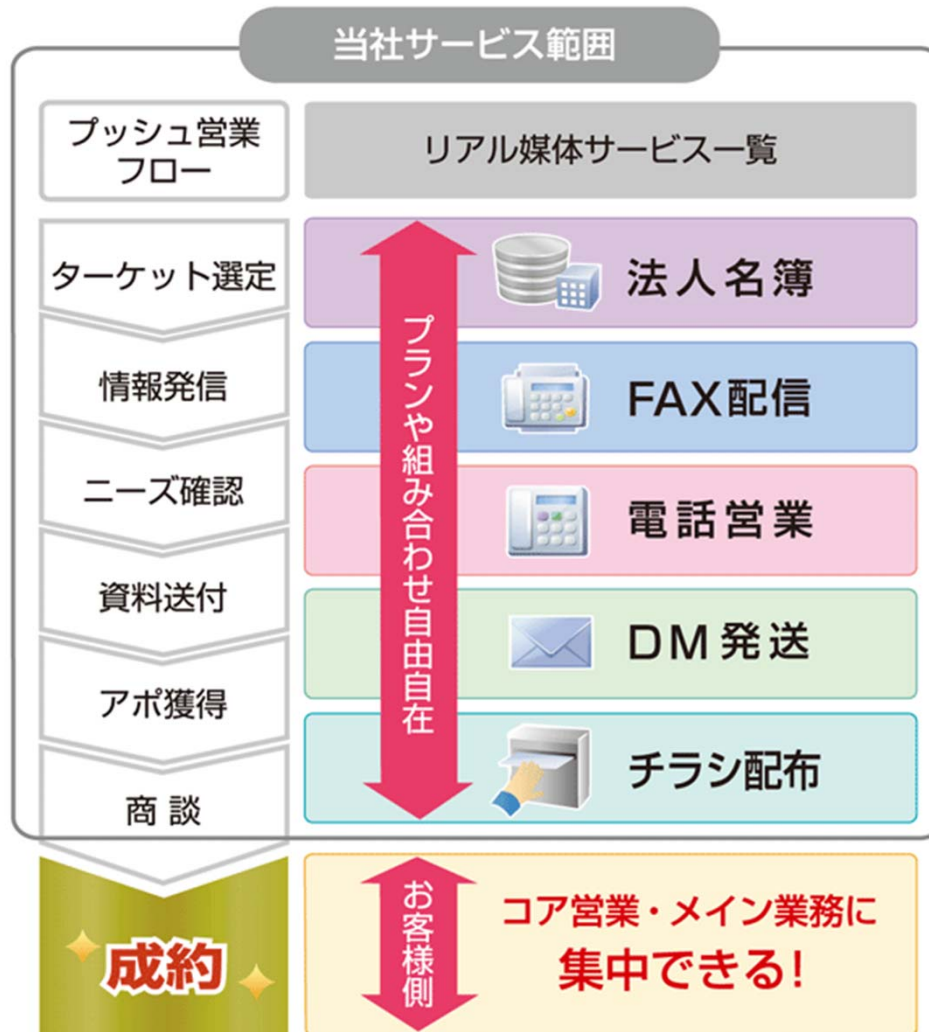 当社サービス範囲
プッシュ営業
フロー
リアル媒体サービス一覧
ターケット選定
情報発信
ニーズ確認
資料送付
アポ獲得
商談
プランや組み合わせ自由自在
法人名簿
FAX配信
電話営業
DM発送
チラシ配布
成約
お客様側
コア営業・メイン業務に
集中できる!